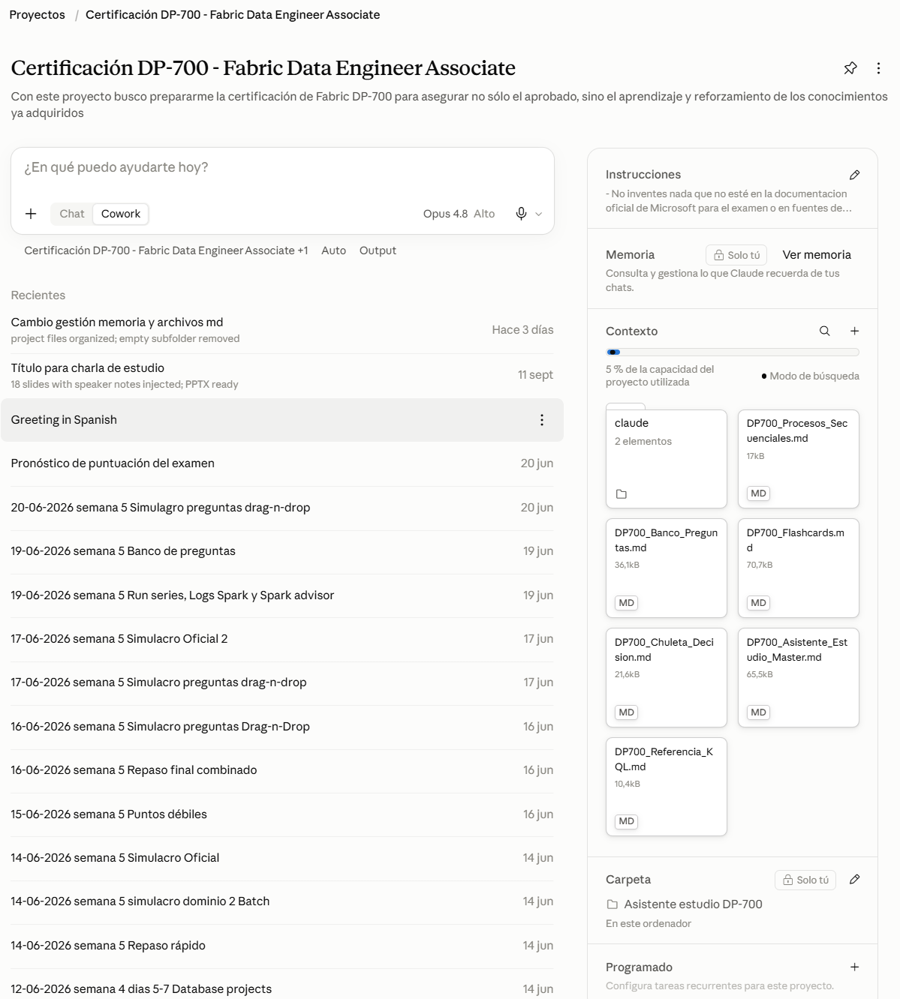 Proyectos / Certificación DP-700 - Fabric Data Engineer Associate
Certificación DP-700 - Fabric Data Engineer Associate
Con este proyecto busco prepararme la certificación de Fabric DP-700 para asegurar no sólo el aprobado, sino el aprendizaje y reforzamiento de los conocimientos
ya adquiridos
¿En qué puedo ayudarte hoy?
Chat Cowork Opus 4.8 Alto
Certificación DP-700 - Fabric Data Engineer Associate +1 Auto Output
Recientes
Cambio gestión memoria y archivos md
project files organized; empty subfolder removed
Hace 3 días
Título para charla de estudio
18 slides with speaker notes injected; PPTX ready
11 sept
Greeting in Spanish
Pronóstico de puntuación del examen 20 jun
20-06-2026 semana 5 Simulagro preguntas drag-n-drop 20 jun
19-06-2026 semana 5 Banco de preguntas 19 jun
19-06-2026 semana 5 Run series, Logs Spark y Spark advisor 19 jun
17-06-2026 semana 5 Simulacro Oficial 2 17 jun
17-06-2026 semana 5 Simulacro preguntas drag-n-drop 17 jun
16-06-2026 semana 5 Simulacro preguntas Drag-n-Drop 16 jun
16-06-2026 semana 5 Repaso final combinado 16 jun
15-06-2026 semana 5 Puntos débiles 16 jun
14-06-2026 semana 5 Simulacro Oficial 14 jun
14-06-2026 semana 5 simulacro dominio 2 Batch 14 jun
14-06-2026 semana 5 Repaso rápido 14 jun
12-06-2026 semana 4 dias 5-7 Database projects 14 jun
Instrucciones
- No inventes nada que no esté en la documentacion
oficial de Microsoft para el examen o en fuentes de...
Memoria Solo tú Ver memoria
Consulta y gestiona lo que Claude recuerda de tus
chats.
Contexto
5 % de la capacidad del
proyecto utilizada
Modo de búsqueda
claude
2 elementos
DP700_Procesos_Sec
uenciales.md
17kB
MD
DP700_Banco_Pregun
tas.md
36,1kB
MD
DP700_Flashcards.m
d
70,7kB
MD
DP700_Chuleta_Deci
sion.md
21,6kB
MD
DP700_Asistente_Est
udio_Master.md
65,5kB
MD
DP700_Referencia_K
QL.md
10,4kB
MD
Carpeta Solo tú
Asistente estudio DP-700
En este ordenador
Programado
Configura tareas recurrentes para este proyecto.